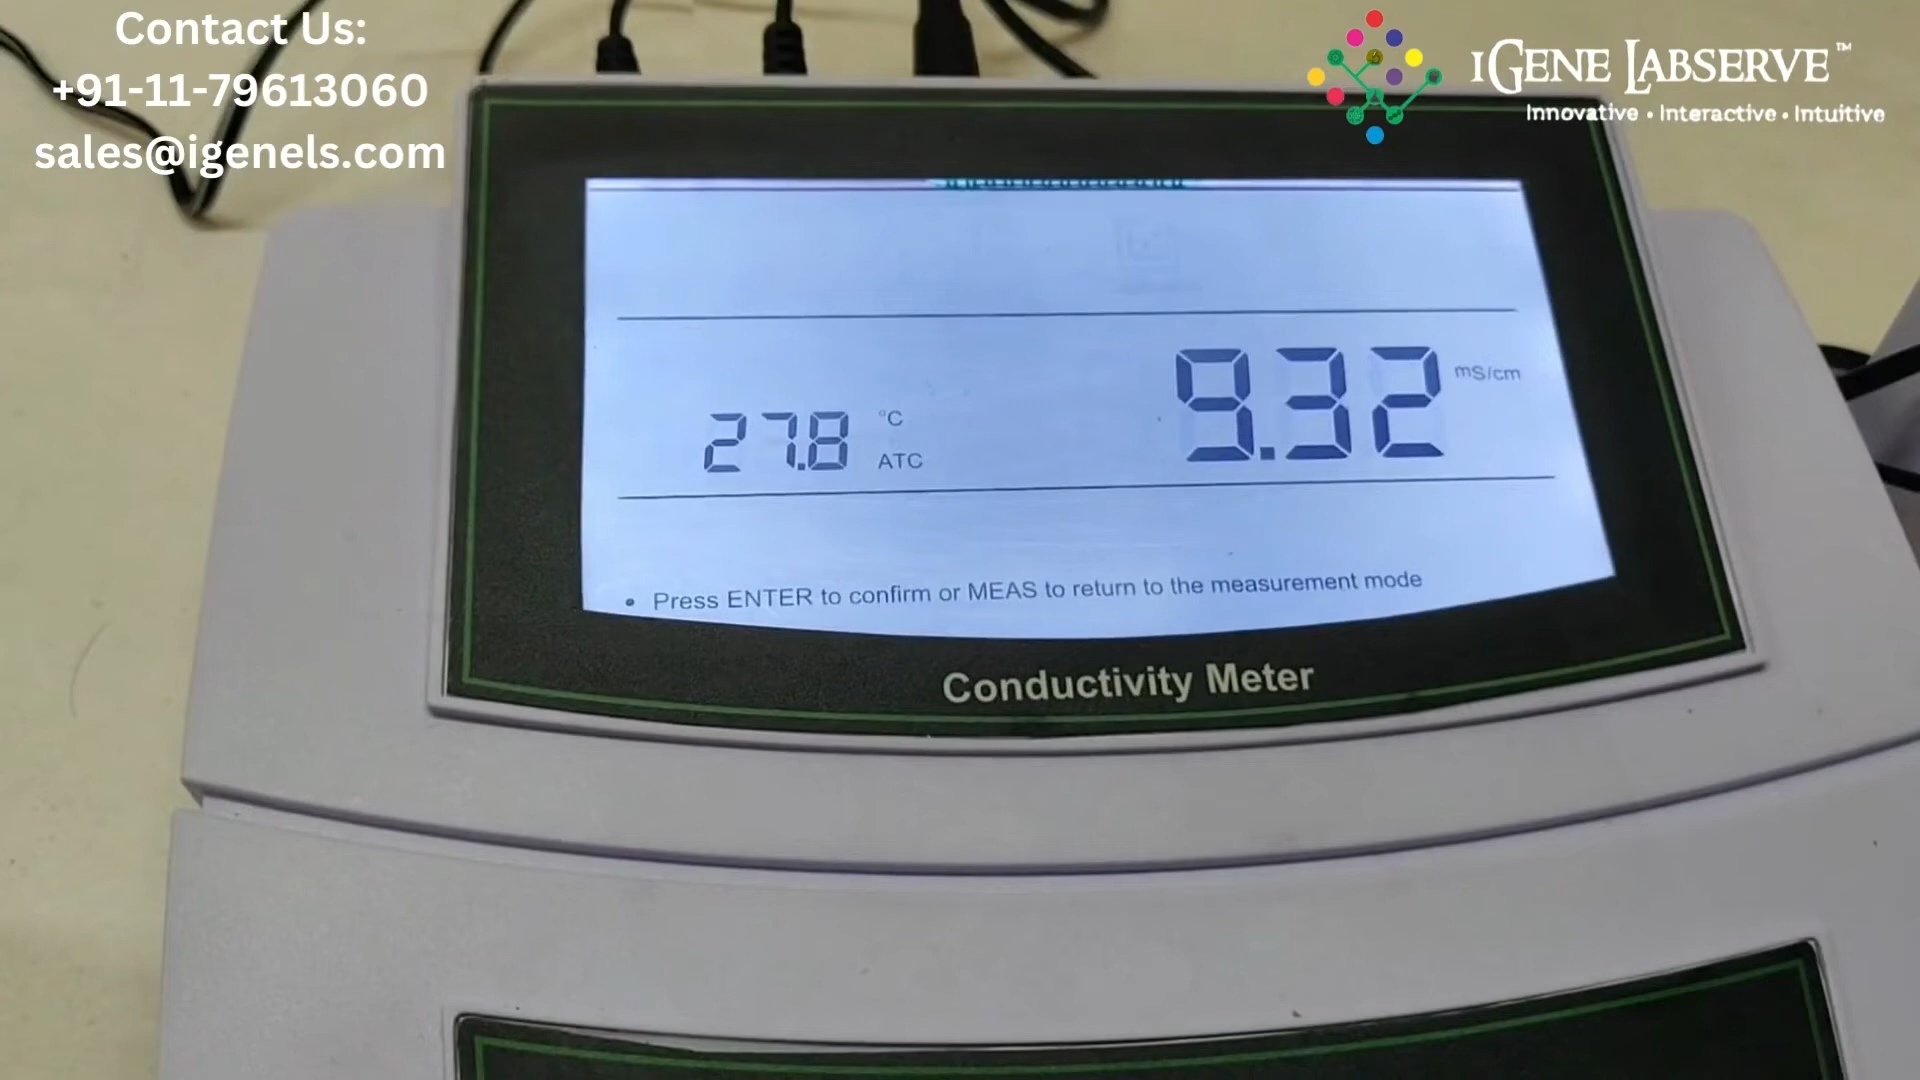 Contact Us:
+91-11-79613060
sales@igenels.com
iGENE LABSERVE™
Innovative • Interactive • Intuitive
27.8 °C
ATC
9.32 mS/cm
• Press ENTER to confirm or MEAS to return to the measurement mode
Conductivity Meter